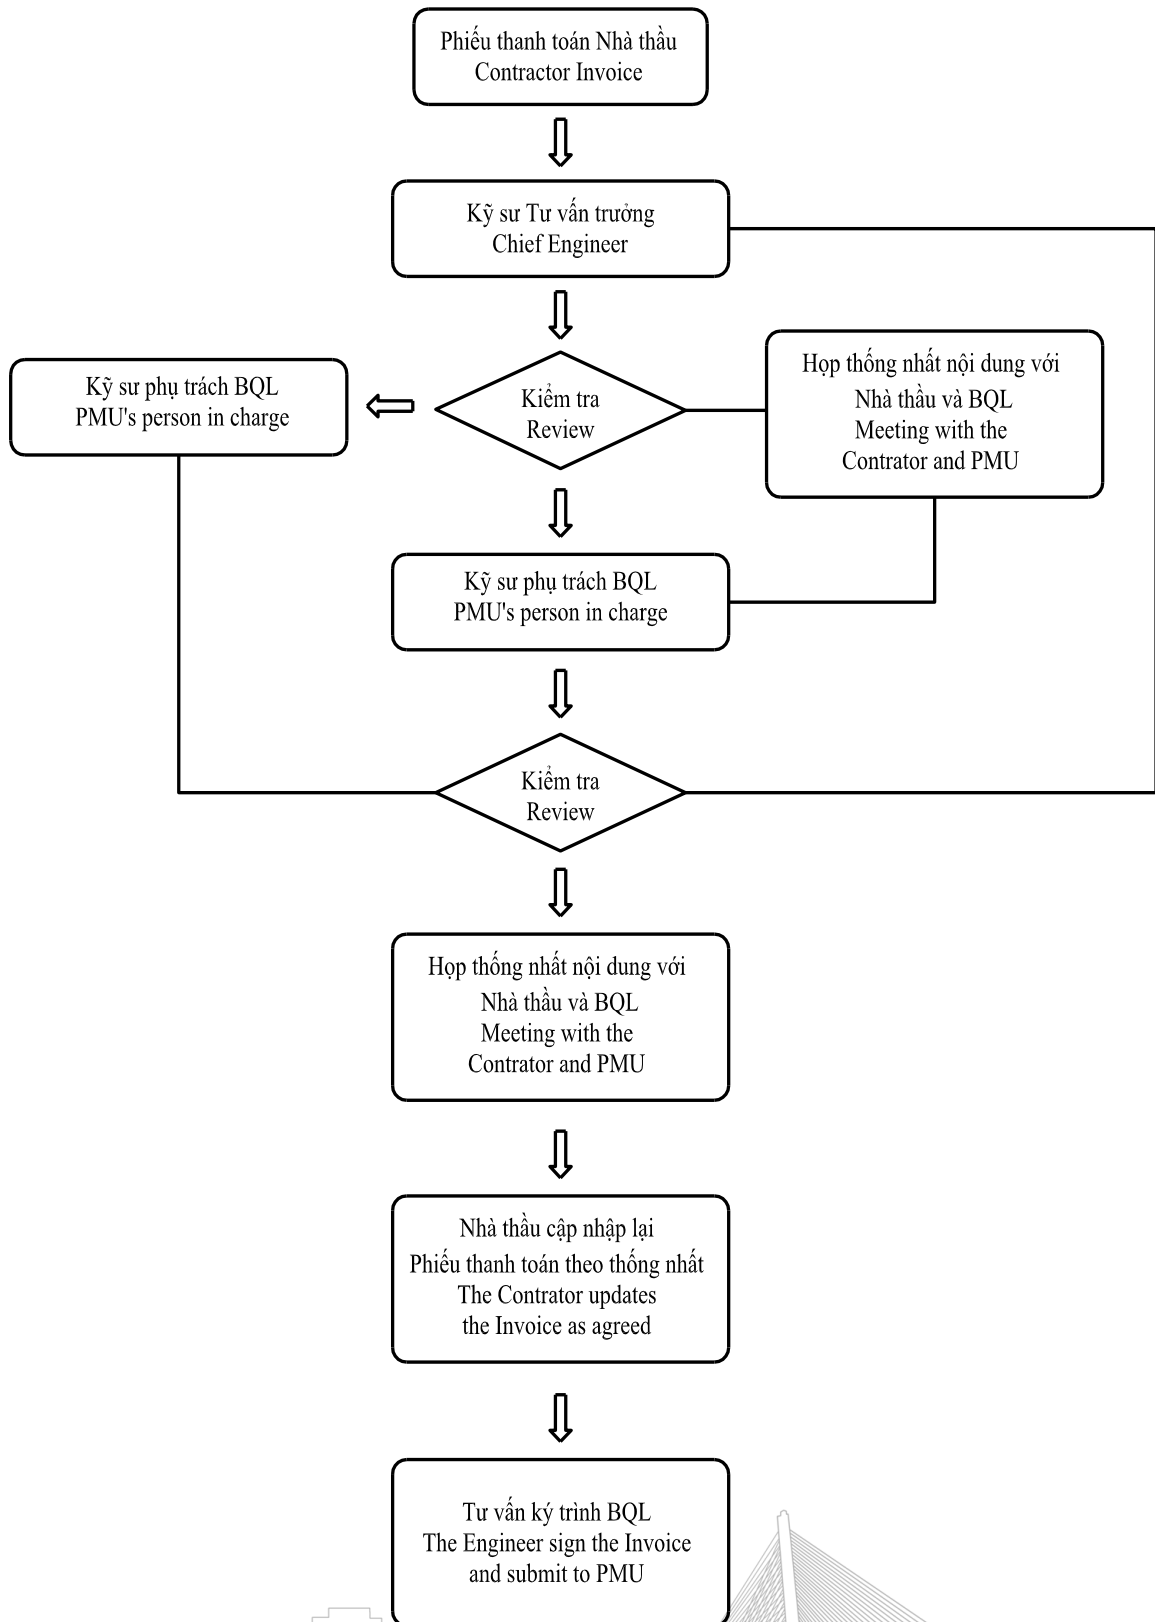 Phiếu thanh toán Nhà thầu
Contractor Invoice
Kỹ sư Tư vấn trưởng
Chief Engineer
Kỹ sư phụ trách BQL
PMU's person in charge
Kiểm tra
Review
Họp thống nhất nội dung với
Nhà thầu và BQL
Meeting with the
Contrator and PMU
Kỹ sư phụ trách BQL
PMU's person in charge
Kiểm tra
Review
Họp thống nhất nội dung với
Nhà thầu và BQL
Meeting with the
Contrator and PMU
Nhà thầu cập nhập lại
Phiếu thanh toán theo thống nhất
The Contrator updates
the Invoice as agreed
Tư vấn ký trình BQL
The Engineer sign the Invoice
and submit to PMU